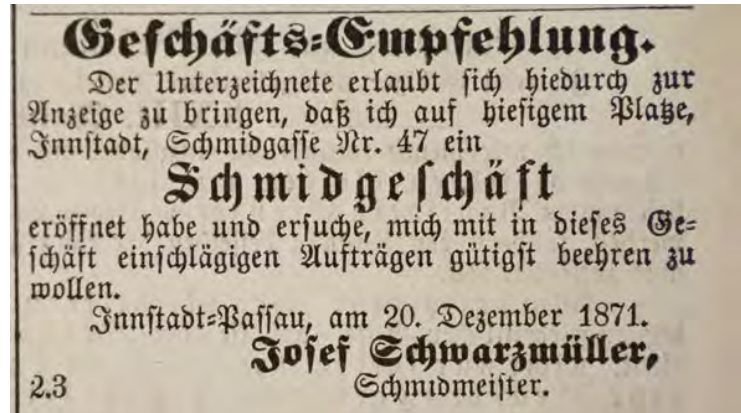 Geschäfts-Empfehlung.
Der Unterzeichnete erlaubt sich hiedurch zur
Anzeige zu bringen, daß ich auf hiesigem Platze,
Innstadt, Schmidgasse Nr. 47 ein
Schmidgeschäft
eröffnet habe und ersuche, mich mit in dieses Ge-
schäft einschlägigen Aufträgen gütigst beehren zu
wollen.
Innstadt-Passau, am 20. Dezember 1871.
Josef Schwarzmüller,
2.3 Schmidmeister.